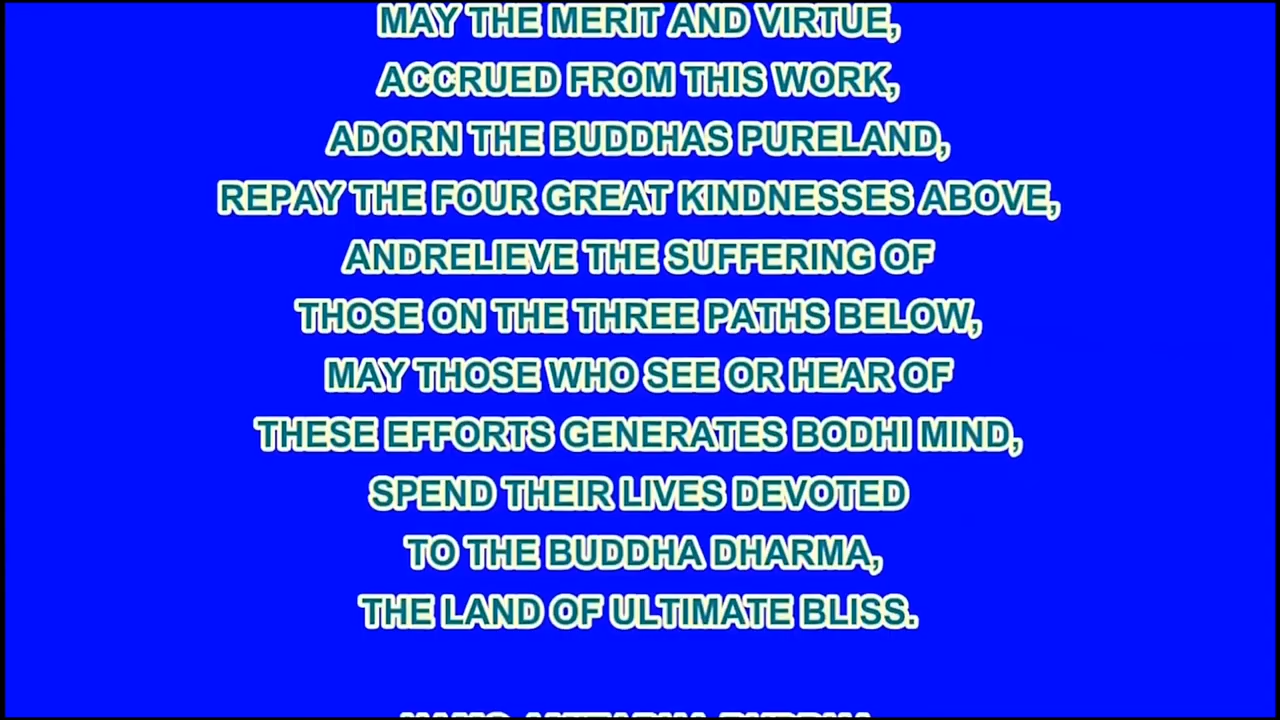 MAY THE MERIT AND VIRTUE,
ACCRUED FROM THIS WORK,
ADORN THE BUDDHAS PURELAND,
REPAY THE FOUR GREAT KINDNESSES ABOVE,
ANDRELIEVE THE SUFFERING OF
THOSE ON THE THREE PATHS BELOW,
MAY THOSE WHO SEE OR HEAR OF
THESE EFFORTS GENERATES BODHI MIND,
SPEND THEIR LIVES DEVOTED
TO THE BUDDHA DHARMA,
THE LAND OF ULTIMATE BLISS.